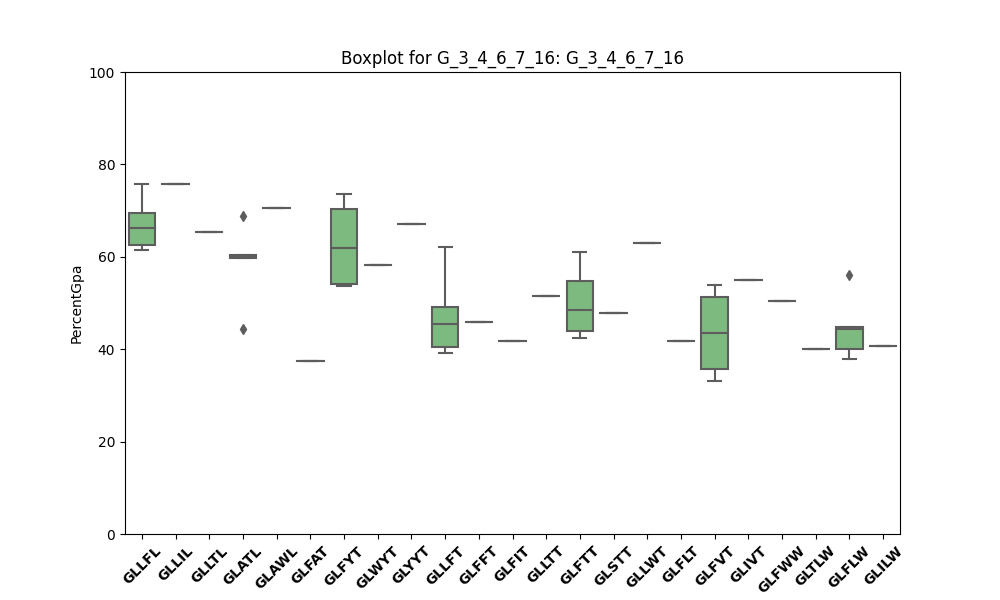 Boxplot for G_3_4_6_7_16: G_3_4_6_7_16
100
80
60
40
20
0
PercentGpa
GLLFL GLLIL GLLTL GLATL GLAWL GLFAT GLFYT GLWYT GLYYT GLLFT GLFFT GLFIT GLLTT GLFTT GLSTT GLLWT GLFLT GLFVT GLIVT GLFWW GLTLW GLFLW GLILW